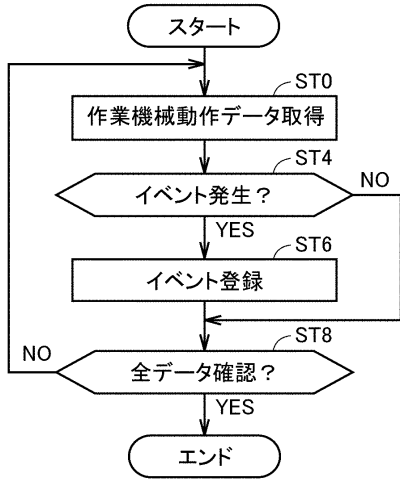 スタート
ST0
作業機械動作データ取得
ST4
イベント発生？
NO
YES
ST6
イベント登録
ST8
NO
全データ確認？
YES
エンド